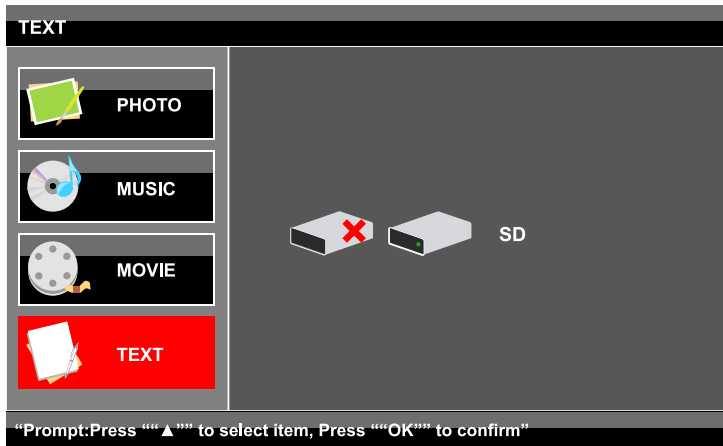 TEXT
PHOTO
MUSIC
MOVIE
TEXT
SD
“Prompt:Press ““▲”” to select item, Press ““OK”” to confirm”